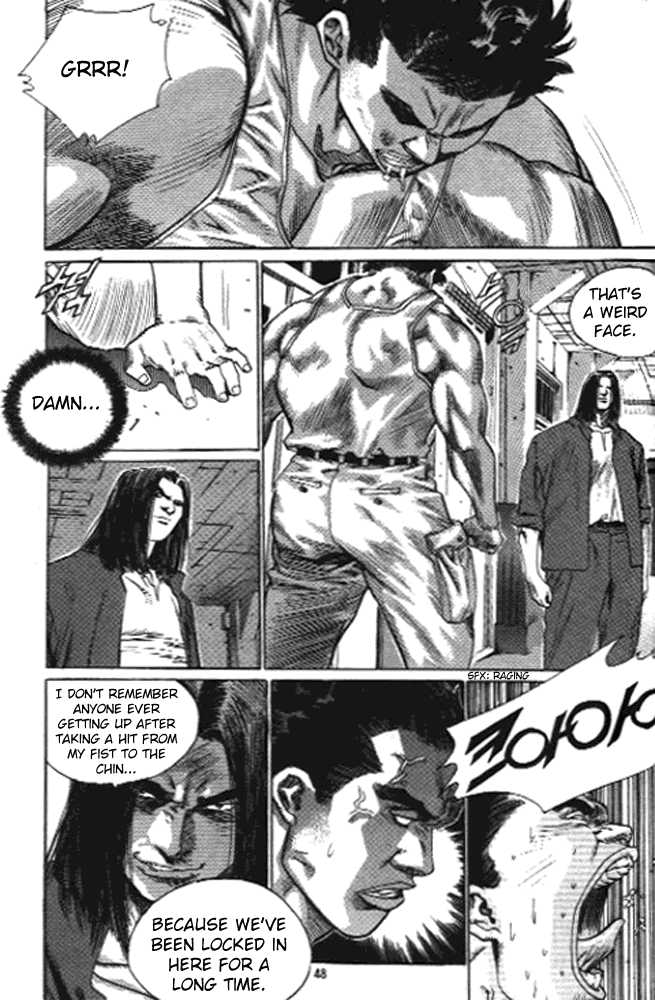 GRRR!
THAT'S
A WEIRD
FACE.
DAMN...
SFX: RAGING
I DON'T REMEMBER
ANYONE EVER
GETTING UP AFTER
TAKING A HIT FROM
MY FIST TO THE
CHIN...
BECAUSE WE'VE
BEEN LOCKED IN
HERE FOR A
LONG TIME.
48